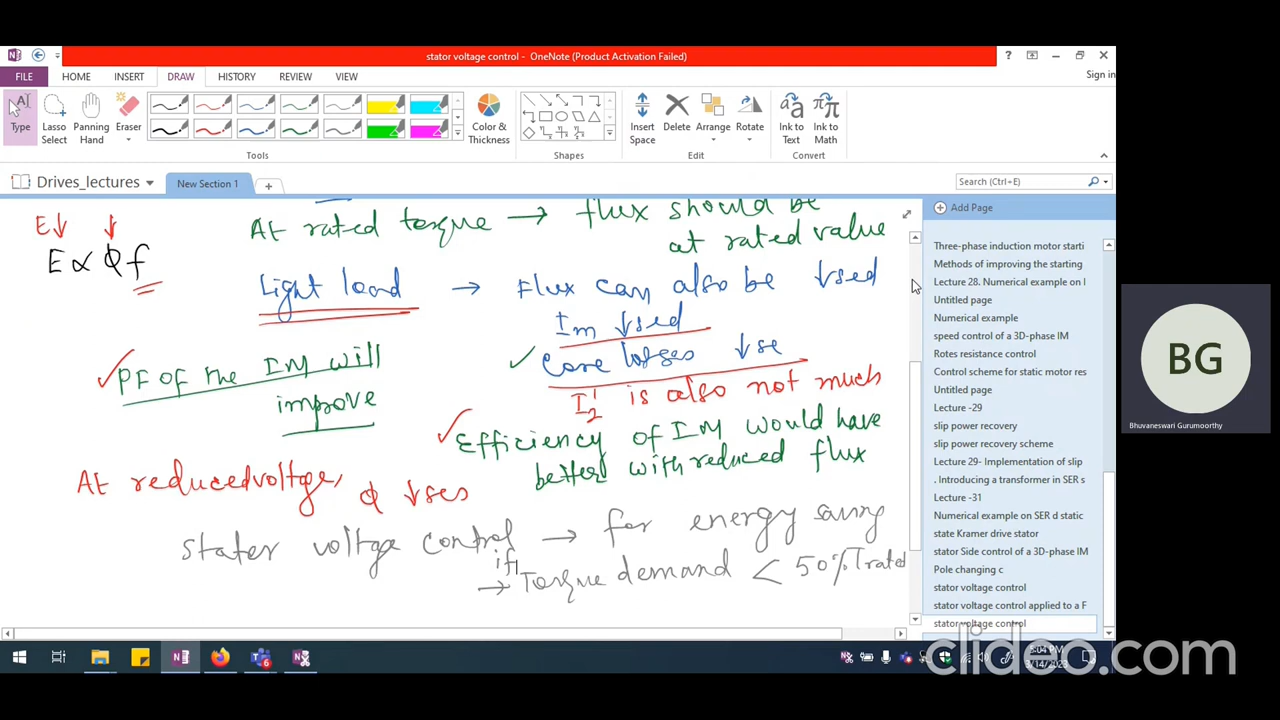 stator voltage control - OneNote (Product Activation Failed)
FILE HOME INSERT DRAW HISTORY REVIEW VIEW
Sign in
Type
Lasso Select
Panning Hand
Eraser
Color & Thickness
Insert Space
Delete
Arrange
Rotate
Ink to Text
Ink to Math
Tools
Shapes
Edit
Convert
Drives_lectures
New Section 1
Search (Ctrl+E)
E↓ ↓
E ∝ Φ f
At rated torque → flux should be
at rated value
Light load → Flux can also be ↓sed
Im ↓sed
✓ Core losses ↓se
I2' is also not much
✓ PF of the IM will
improve
✓ Efficiency of IM would have
better with reduced flux
At reduced voltage, Φ ↓ses
stator voltage control → for energy saving
if
→ Torque demand < 50% Trated
Add Page
Three-phase induction motor starti
Methods of improving the starting
Lecture 28. Numerical example on I
Untitled page
Numerical example
speed control of a 3D-phase IM
Rotes resistance control
Control scheme for static motor res
Untitled page
Lecture -29
slip power recovery
slip power recovery scheme
Lecture 29- Implementation of slip
. Introducing a transformer in SER s
Lecture -31
Numerical example on SER d static
state Kramer drive stator
stator Side control of a 3D-phase IM
Pole changing c
stator voltage control
stator voltage control applied to a F
stator voltage control
BG
Bhuvaneswari Gurumoorthy
3/14/2023
clideo.com